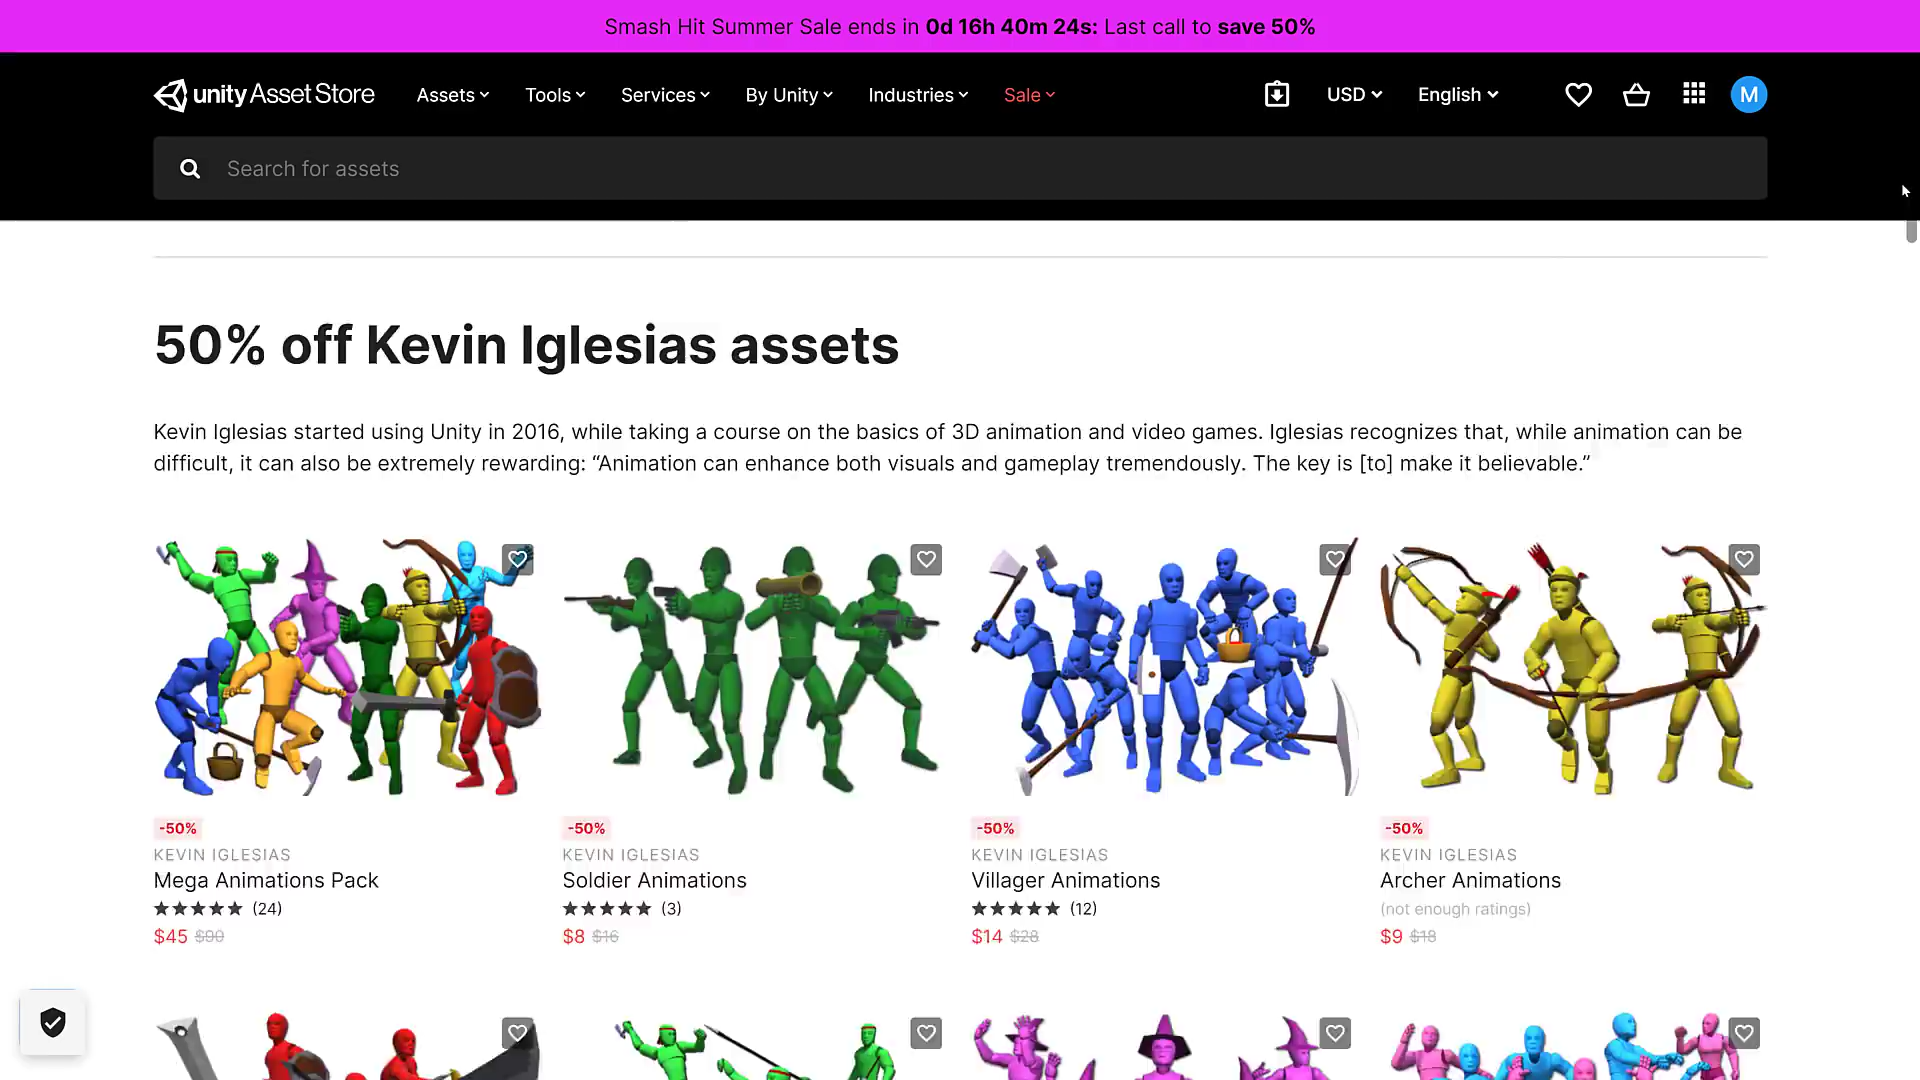 Smash Hit Summer Sale ends in 0d 16h 40m 24s: Last call to save 50%
unity Asset Store
Assets
Tools
Services
By Unity
Industries
Sale
USD
English
M
Search for assets
50% off Kevin Iglesias assets
Kevin Iglesias started using Unity in 2016, while taking a course on the basics of 3D animation and video games. Iglesias recognizes that, while animation can be
difficult, it can also be extremely rewarding: “Animation can enhance both visuals and gameplay tremendously. The key is [to] make it believable.”
-50%
KEVIN IGLESIAS
Mega Animations Pack
(24)
$45 $90
-50%
KEVIN IGLESIAS
Soldier Animations
(3)
$8 $16
-50%
KEVIN IGLESIAS
Villager Animations
(12)
$14 $28
-50%
KEVIN IGLESIAS
Archer Animations
(not enough ratings)
$9 $18